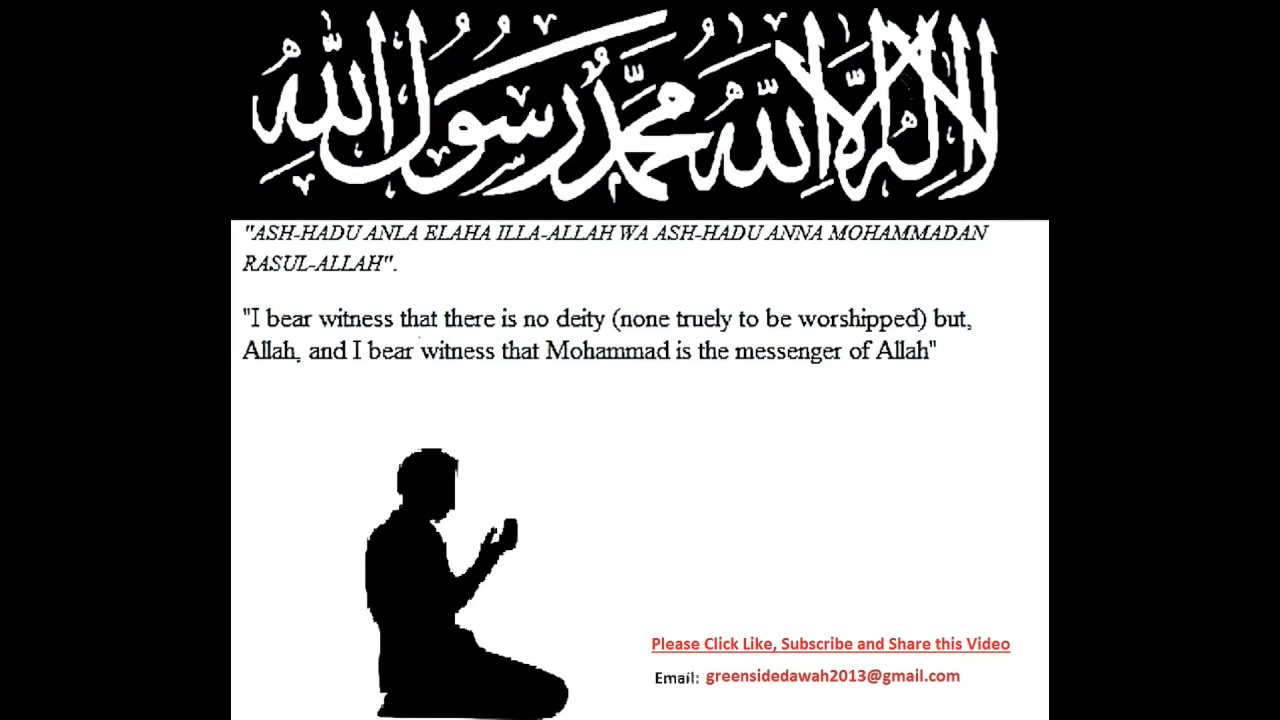 لا إله إلا الله محمد رسول الله
"ASH-HADU ANLA ELAHA ILLA-ALLAH WA ASH-HADU ANNA MOHAMMADAN
RASUL-ALLAH".
"I bear witness that there is no deity (none truely to be worshipped) but,
Allah, and I bear witness that Mohammad is the messenger of Allah"
Please Click Like, Subscribe and Share this Video
Email: greensidedawah2013@gmail.com